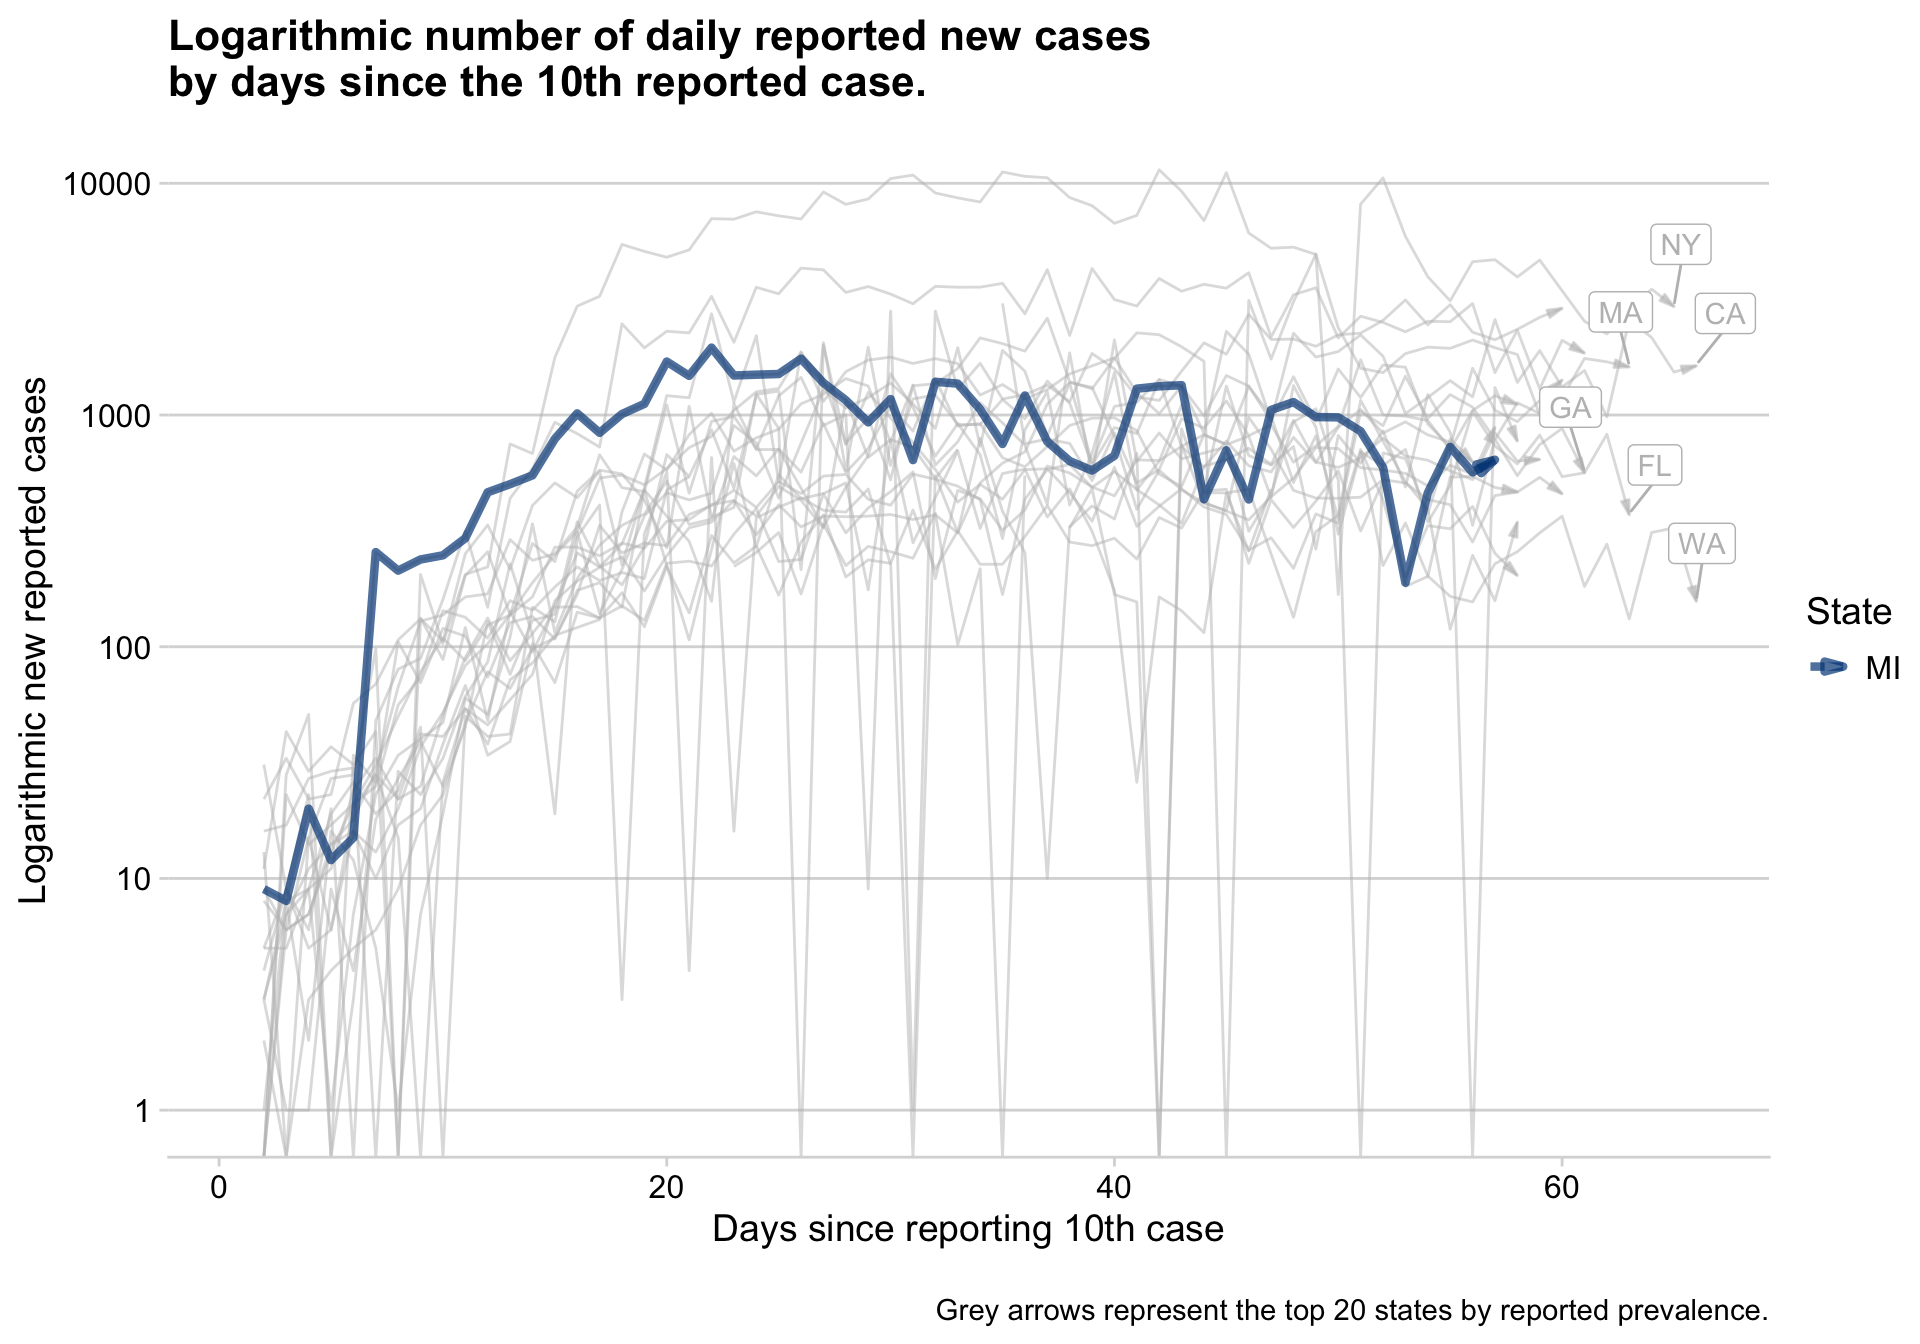 Logarithmic number of daily reported new cases
by days since the 10th reported case.
Logarithmic new reported cases
10000
1000
100
10
1
NY
MA
CA
GA
FL
WA
State
MI
0
20
40
60
Days since reporting 10th case
Grey arrows represent the top 20 states by reported prevalence.